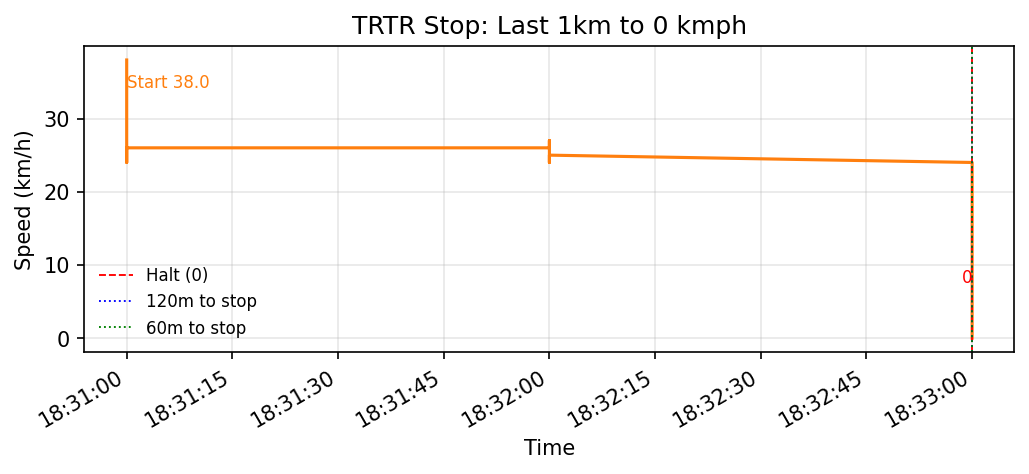 TRTR Stop: Last 1km to 0 kmph
Start 38.0
Speed (km/h)
30
20
10
0
0
Halt (0)
120m to stop
60m to stop
18:31:00
18:31:15
18:31:30
18:31:45
18:32:00
18:32:15
18:32:30
18:32:45
18:33:00
Time